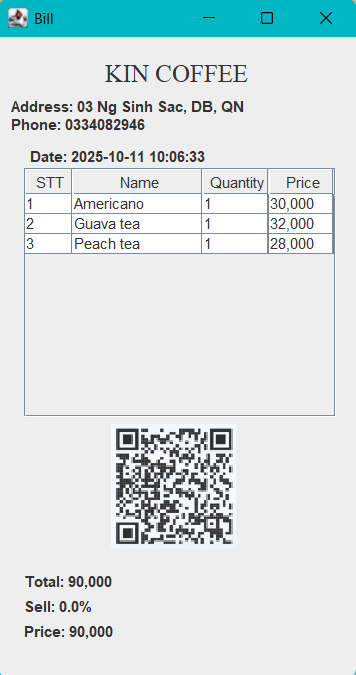 Bill
KIN COFFEE
Address: 03 Ng Sinh Sac, DB, QN
Phone: 0334082946
Date: 2025-10-11 10:06:33
STT Name Quantity Price
1 Americano 1 30,000
2 Guava tea 1 32,000
3 Peach tea 1 28,000
Total: 90,000
Sell: 0.0%
Price: 90,000